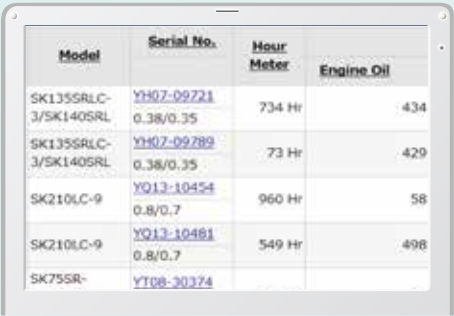 Model Serial No. Hour Meter Engine Oil
SK135SRLC-3/SK140SRL YH07-09721 734 Hr 434
0.38/0.35
SK135SRLC-3/SK140SRL YH07-09789 73 Hr 429
0.38/0.35
SK210LC-9 YQ13-10454 960 Hr 58
0.8/0.7
SK210LC-9 YQ13-10481 549 Hr 498
0.8/0.7
SK75SR- YT08-30374